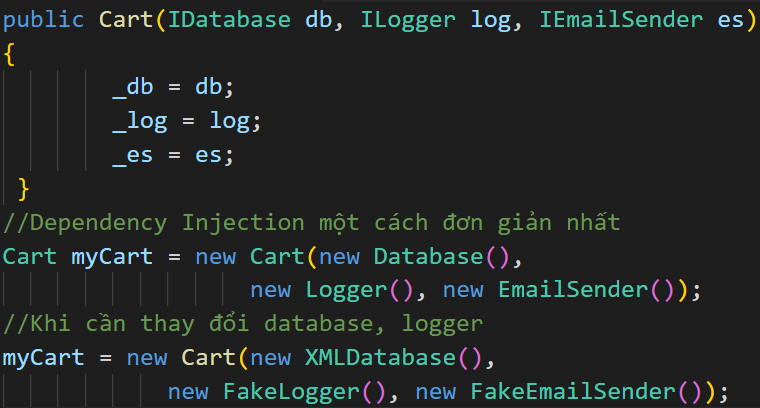 public Cart(IDatabase db, ILogger log, IEmailSender es)
{
_db = db;
_log = log;
_es = es;
}
//Dependency Injection một cách đơn giản nhất
Cart myCart = new Cart(new Database(),
new Logger(), new EmailSender());
//Khi cần thay đổi database, logger
myCart = new Cart(new XMLDatabase(),
new FakeLogger(), new FakeEmailSender());